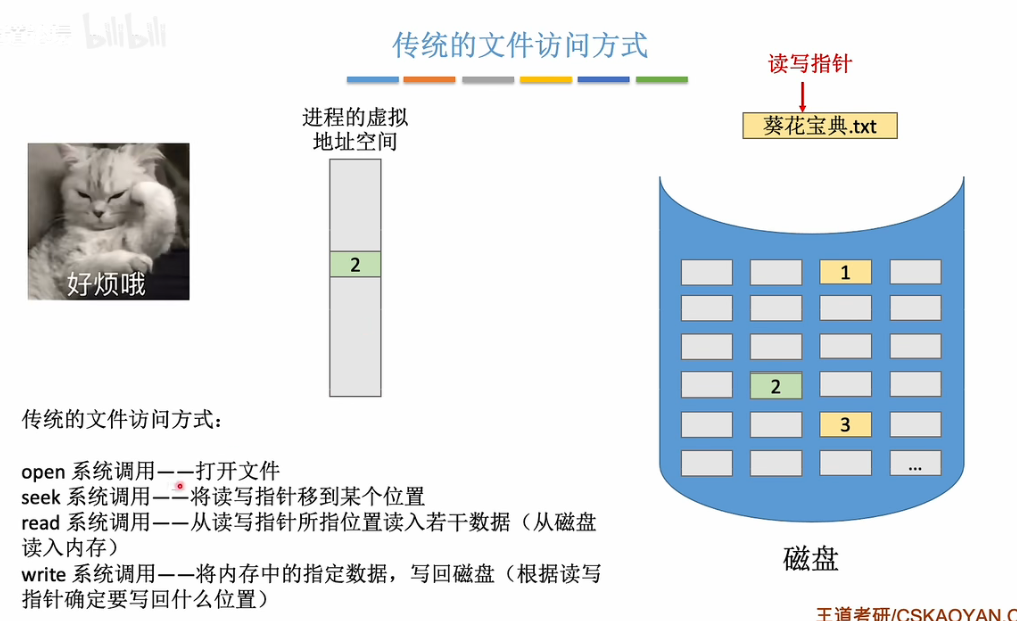 bilibili
传统的文件访问方式
读写指针
葵花宝典.txt
进程的虚拟
地址空间
2
好烦哦
1
2
3
...
磁盘
传统的文件访问方式：
open 系统调用——打开文件
seek 系统调用——将读写指针移到某个位置
read 系统调用——从读写指针所指位置读入若干数据（从磁盘
读入内存）
write 系统调用——将内存中的指定数据，写回磁盘（根据读写
指针确定要写回什么位置）
王道考研/CSKAOYAN.C